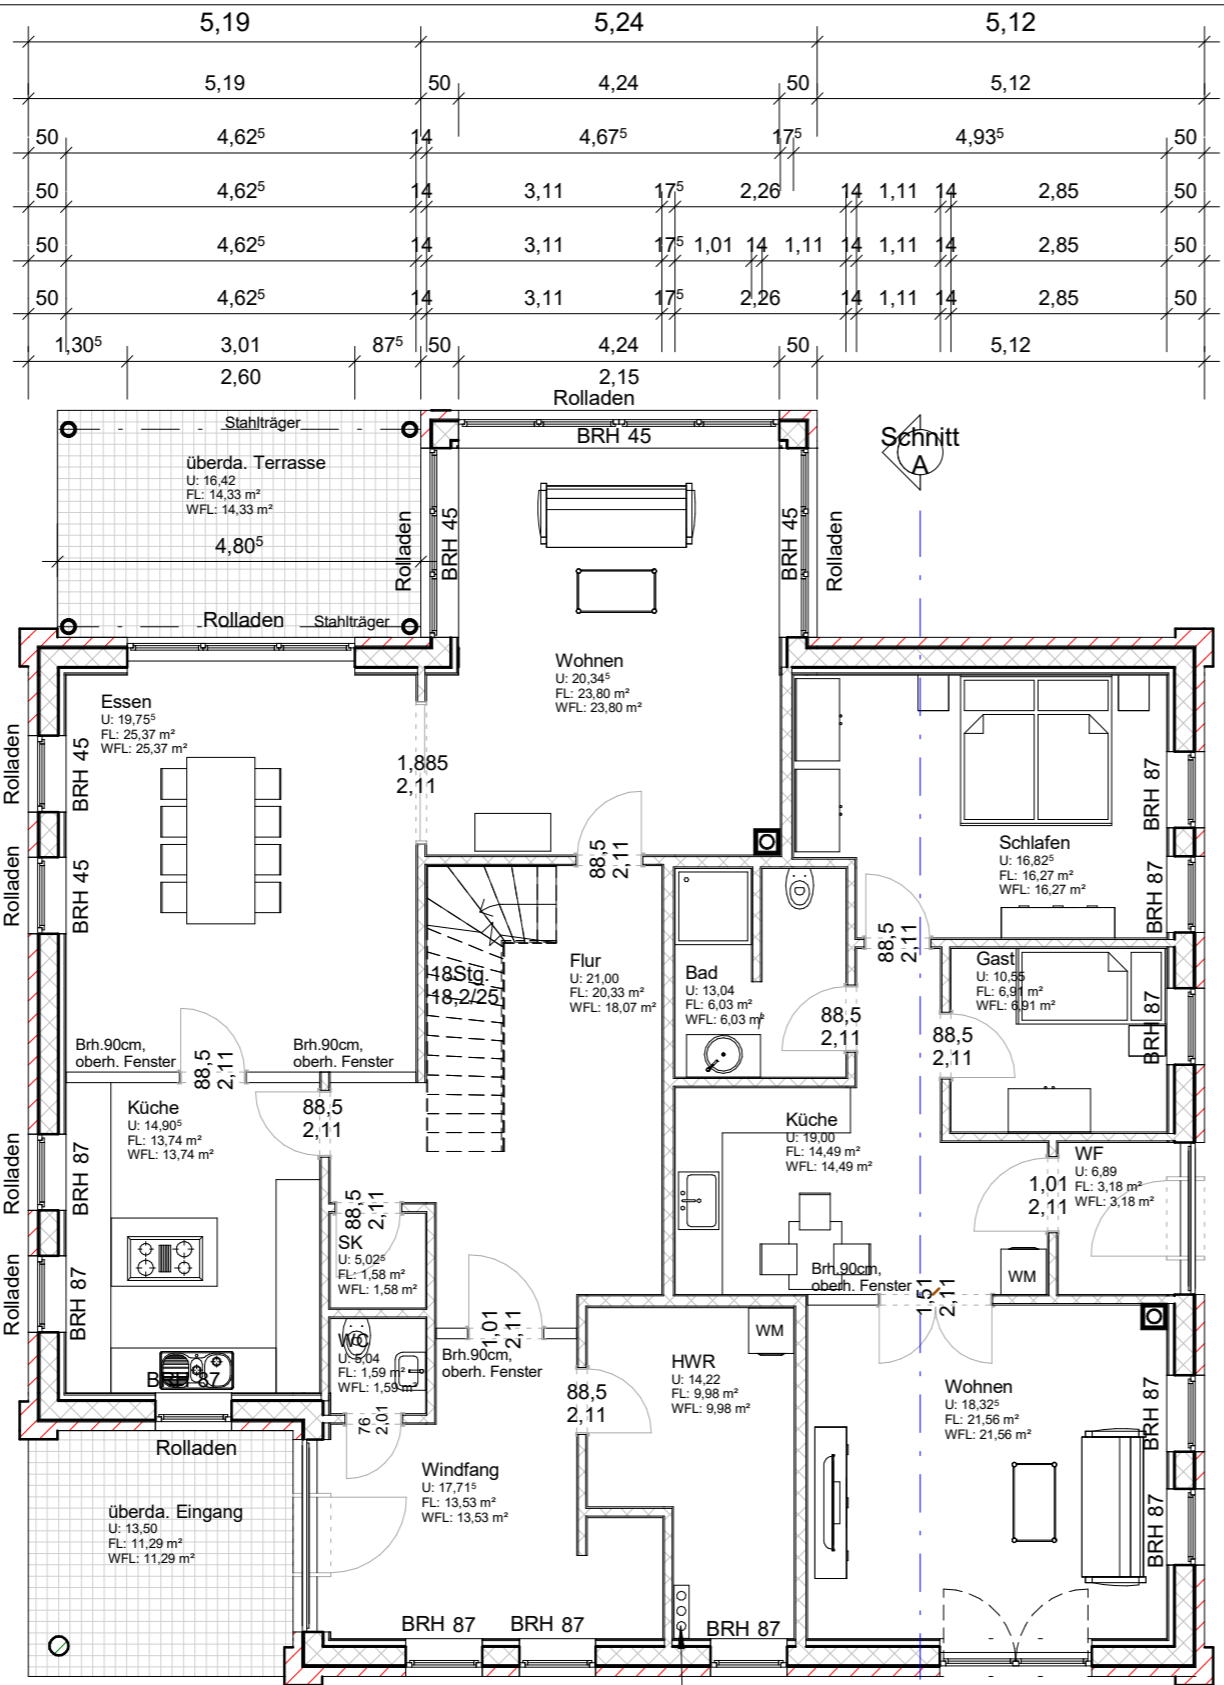 5,19 5,24 5,12
5,19 50 4,24 50 5,12
50 4,62⁵ 14 4,67⁵ 17⁵ 4,93⁵ 50
50 4,62⁵ 14 3,11 17⁵ 2,26 14 1,11 14 2,85 50
50 4,62⁵ 14 3,11 17⁵ 1,01 14 1,11 14 1,11 14 2,85 50
50 4,62⁵ 14 3,11 17⁵ 2,26 14 1,11 14 2,85 50
1,30⁵ 3,01 87⁵ 50 4,24 50 5,12
2,60 2,15
Rolladen
BRH 45
Stahlträger
überda. Terrasse
U: 16,42
FL: 14,33 m²
WFL: 14,33 m²
4,80⁵
Rolladen
Stahlträger
Rolladen
BRH 45
BRH 45
Rolladen
Schnitt
A
Wohnen
U: 20,34⁵
FL: 23,80 m²
WFL: 23,80 m²
Essen
U: 19,75⁵
FL: 25,37 m²
WFL: 25,37 m²
Rolladen
BRH 45
Rolladen
BRH 45
1,885
2,11
88,5
2,11
Schlafen
U: 16,82⁵
FL: 16,27 m²
WFL: 16,27 m²
BRH 87
BRH 87
18Stg.
18,2/25
Flur
U: 21,00
FL: 20,33 m²
WFL: 18,07 m²
Bad
U: 13,04
FL: 6,03 m²
WFL: 6,03 m²
88,5
2,11
88,5
2,11
Gast
U: 10,55
FL: 6,91 m²
WFL: 6,91 m²
88,5
2,11
BRH 87
Brh.90cm,
oberh. Fenster
88,5
2,11
Brh.90cm,
oberh. Fenster
Küche
U: 14,90⁵
FL: 13,74 m²
WFL: 13,74 m²
88,5
2,11
Rolladen
BRH 87
Rolladen
BRH 87
88,5
2,11
SK
U: 5,02⁵
FL: 1,58 m²
WFL: 1,58 m²
Küche
U: 19,00
FL: 14,49 m²
WFL: 14,49 m²
WF
U: 6,89
FL: 3,18 m²
WFL: 3,18 m²
1,01
2,11
WM
Brh.90cm,
oberh. Fenster
1,51
2,11
WC
U: 5,04
FL: 1,59 m²
WFL: 1,59 m²
76
2,01
1,01
2,11
Brh.90cm,
oberh. Fenster
WM
HWR
U: 14,22
FL: 9,98 m²
WFL: 9,98 m²
88,5
2,11
Wohnen
U: 18,32⁵
FL: 21,56 m²
WFL: 21,56 m²
BRH 87
BRH 87
BRH 87
Rolladen
überda. Eingang
U: 13,50
FL: 11,29 m²
WFL: 11,29 m²
Windfang
U: 17,71⁵
FL: 13,53 m²
WFL: 13,53 m²
BRH 87 BRH 87 BRH 87